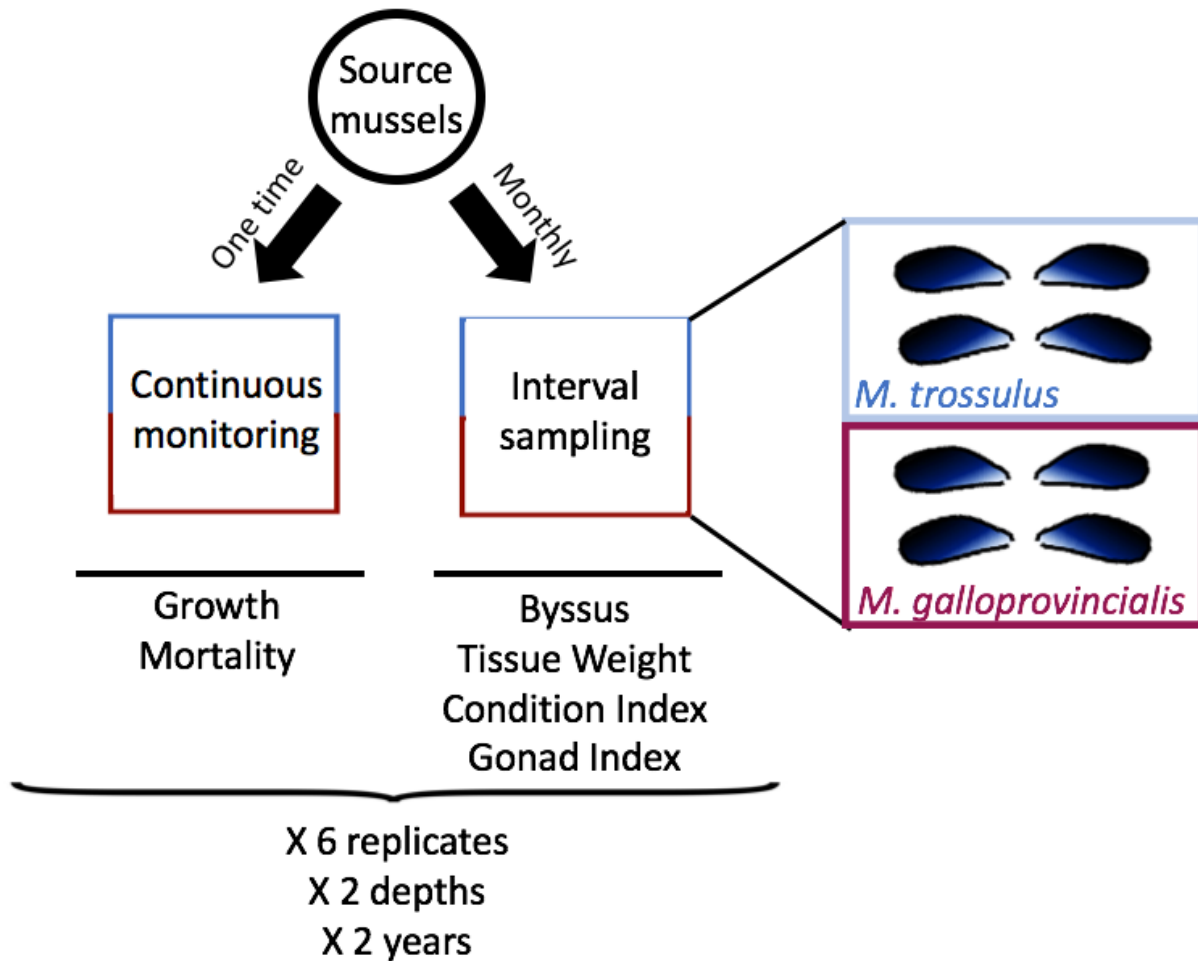 Source
mussels
One time
Monthly
Continuous
monitoring
Interval
sampling
M. trossulus
M. galloprovincialis
Growth
Mortality
Byssus
Tissue Weight
Condition Index
Gonad Index
X 6 replicates
X 2 depths
X 2 years